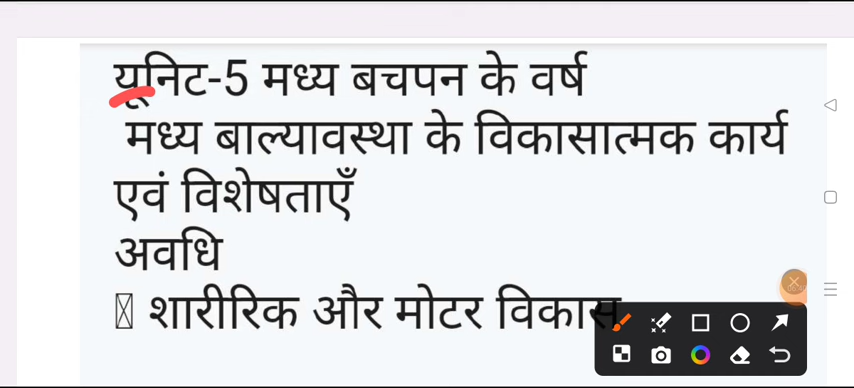 यूनिट-5 मध्य बचपन के वर्ष
मध्य बाल्यावस्था के विकासात्मक कार्य
एवं विशेषताएँ
अवधि
शारीरिक और मोटर विकास